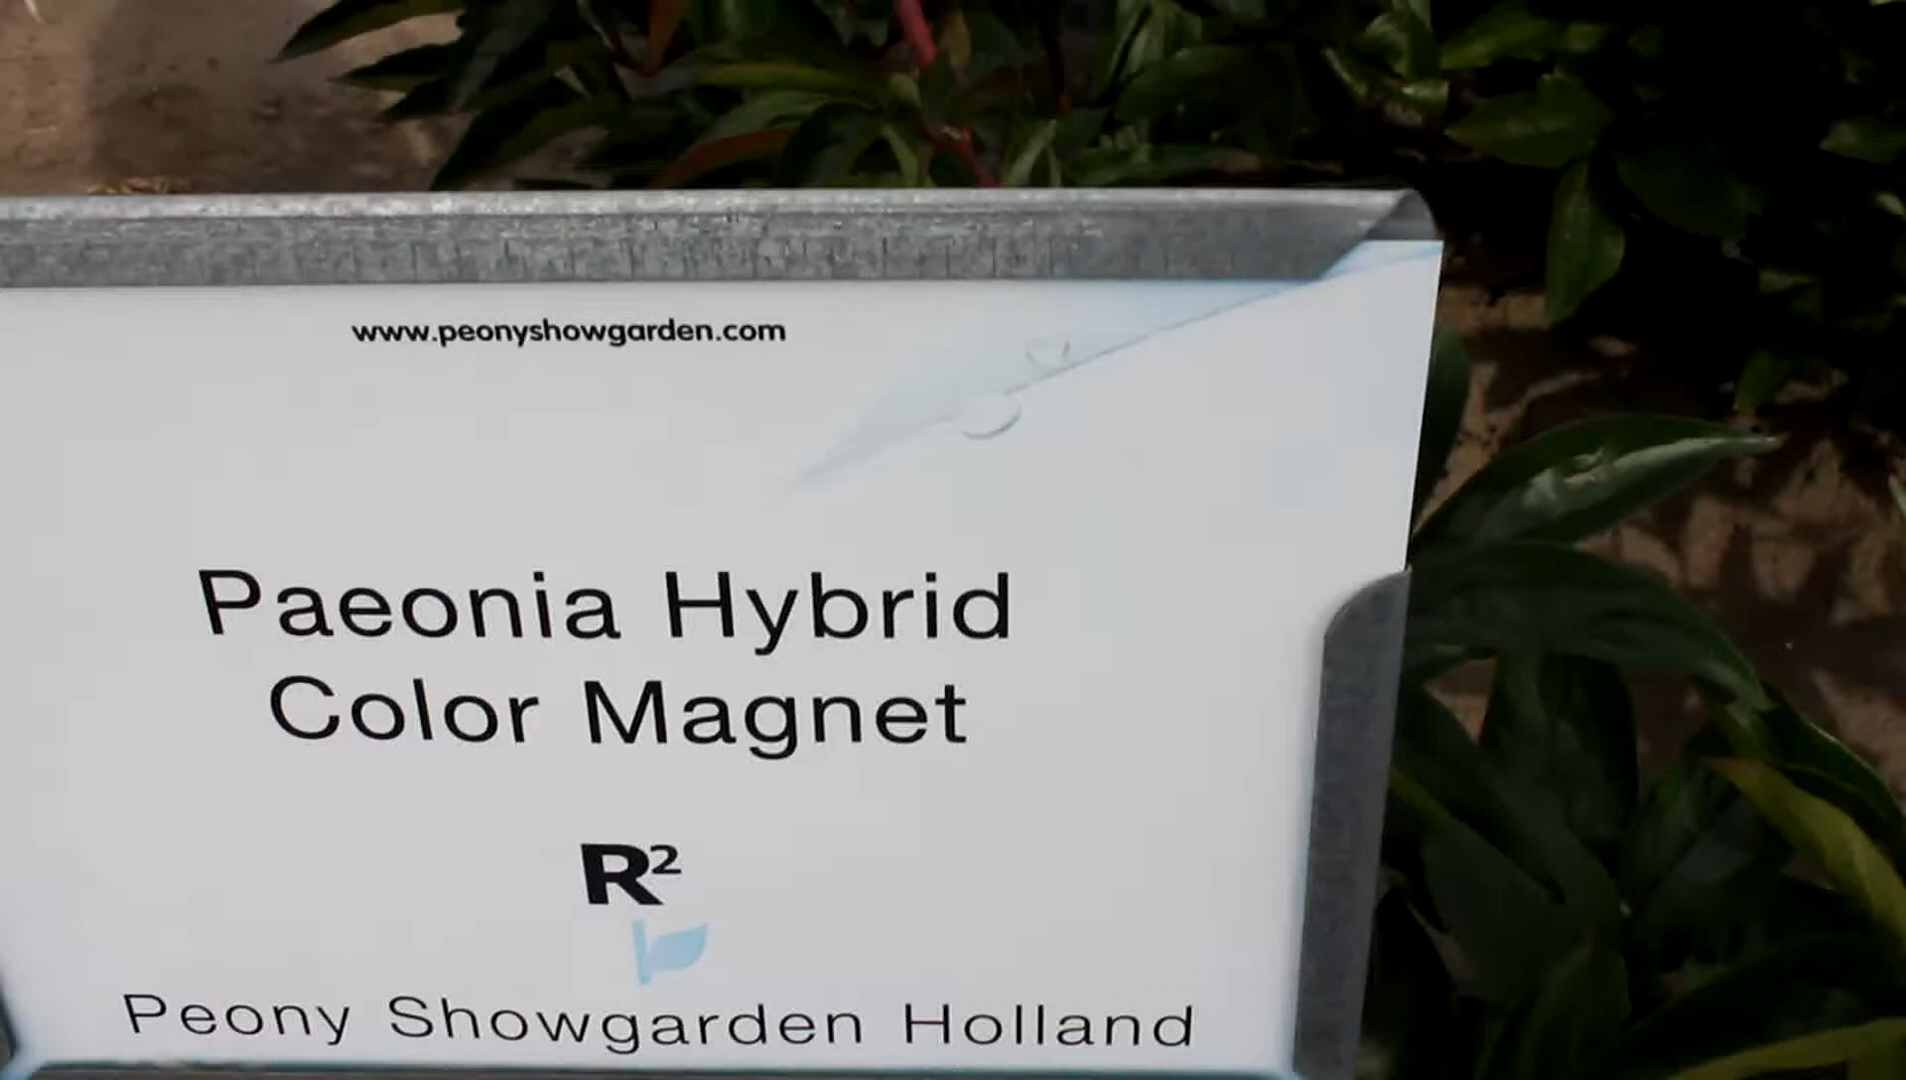 www.peonyshowgarden.com
Paeonia Hybrid
Color Magnet
R²
Peony Showgarden Holland